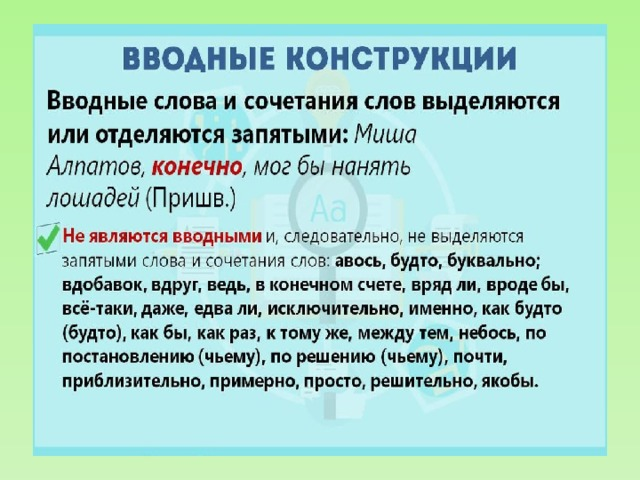 ВВОДНЫЕ КОНСТРУКЦИИ
Вводные слова и сочетания слов выделяются
или отделяются запятыми: Миша
Алпатов, конечно, мог бы нанять
лошадей (Пришв.)
Не являются вводными и, следовательно, не выделяются
запятыми слова и сочетания слов: авось, будто, буквально;
вдобавок, вдруг, ведь, в конечном счете, вряд ли, вроде бы,
всё-таки, даже, едва ли, исключительно, именно, как будто
(будто), как бы, как раз, к тому же, между тем, небось, по
постановлению (чьему), по решению (чьему), почти,
приблизительно, примерно, просто, решительно, якобы.
Aa